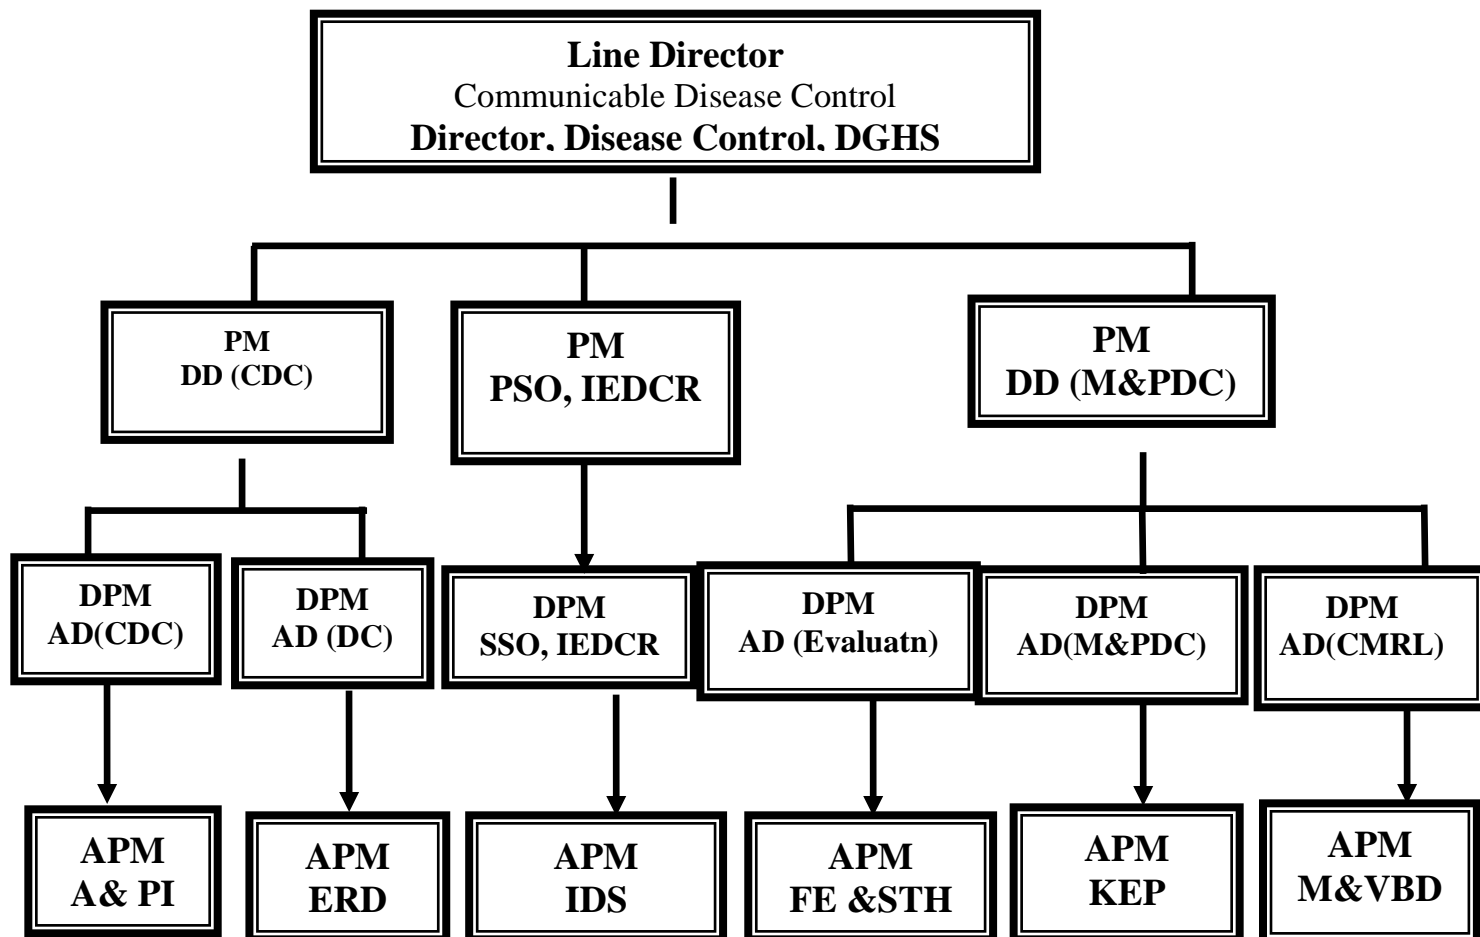 Line Director
Communicable Disease Control
Director, Disease Control, DGHS
PM
DD (CDC)
PM
PSO, IEDCR
PM
DD (M&PDC)
DPM
AD(CDC)
DPM
AD (DC)
DPM
SSO, IEDCR
DPM
AD (Evaluatn)
DPM
AD(M&PDC)
DPM
AD(CMRL)
APM
A& PI
APM
ERD
APM
IDS
APM
FE &STH
APM
KEP
APM
M&VBD